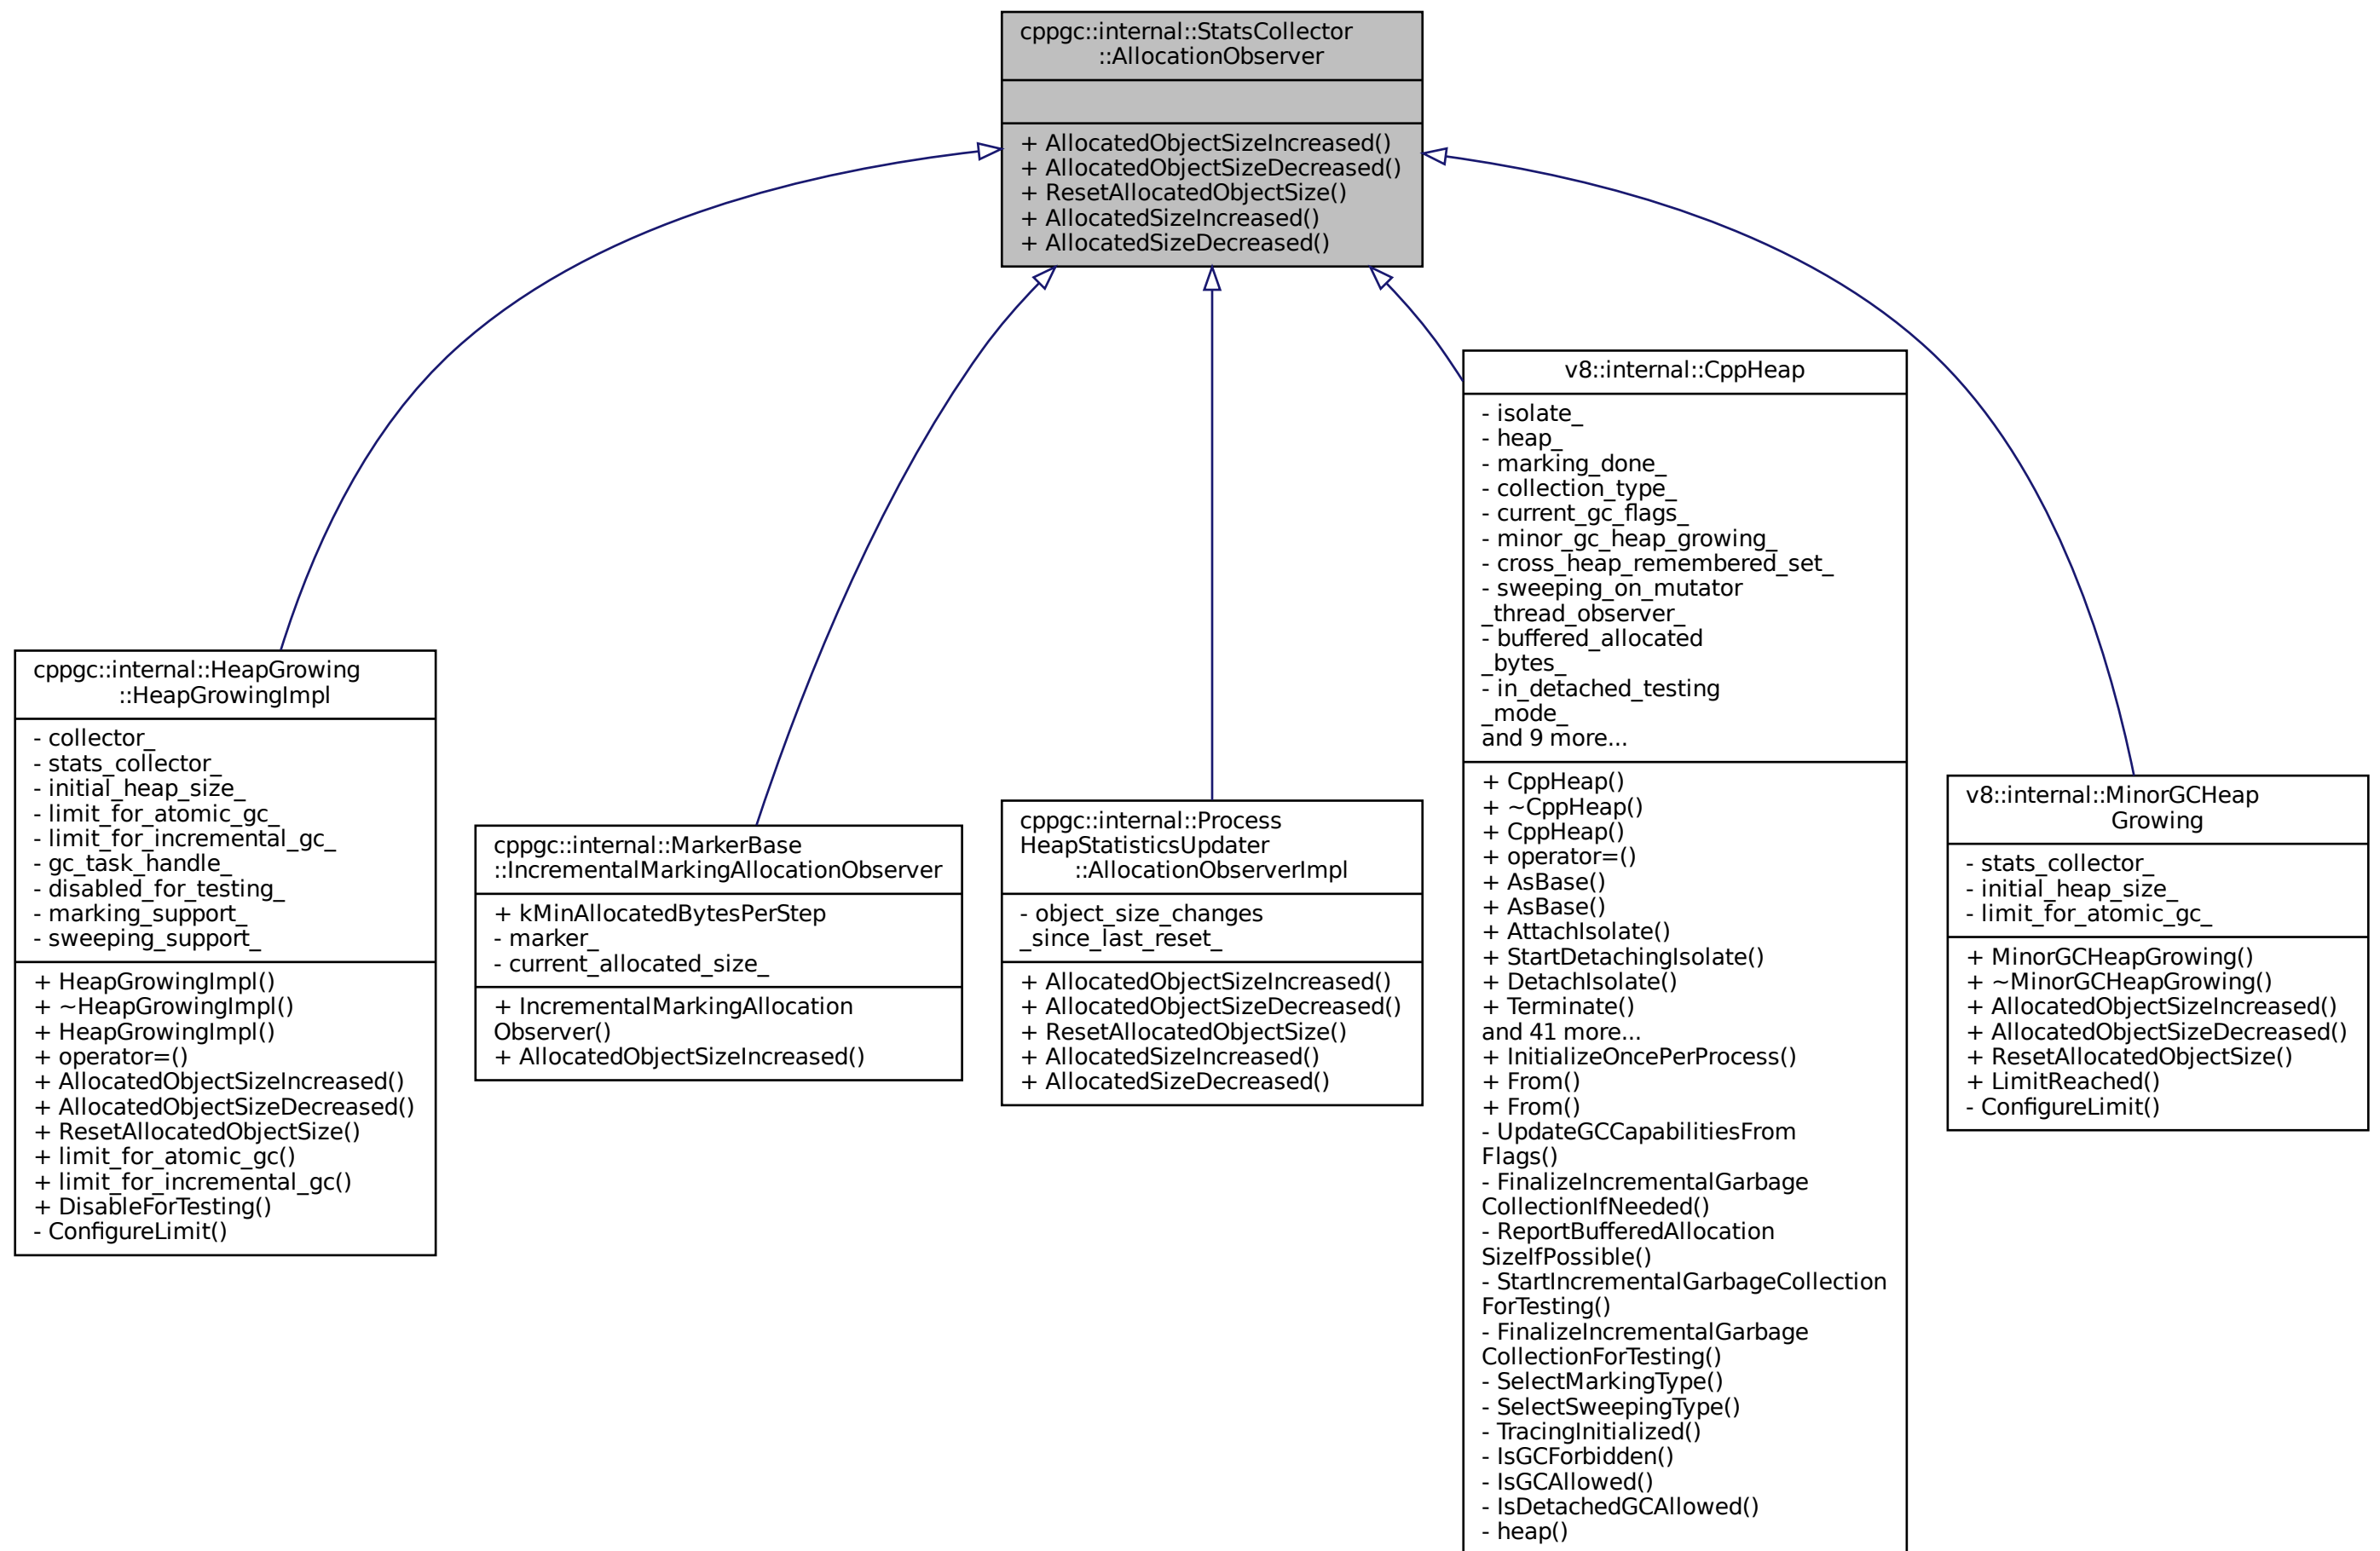 cppgc::internal::StatsCollector
::AllocationObserver
+ AllocatedObjectSizeIncreased()
+ AllocatedObjectSizeDecreased()
+ ResetAllocatedObjectSize()
+ AllocatedSizeIncreased()
+ AllocatedSizeDecreased()
cppgc::internal::HeapGrowing
::HeapGrowingImpl
- collector_
- stats_collector_
- initial_heap_size_
- limit_for_atomic_gc_
- limit_for_incremental_gc_
- gc_task_handle_
- disabled_for_testing_
- marking_support_
- sweeping_support_
+ HeapGrowingImpl()
+ ~HeapGrowingImpl()
+ HeapGrowingImpl()
+ operator=()
+ AllocatedObjectSizeIncreased()
+ AllocatedObjectSizeDecreased()
+ ResetAllocatedObjectSize()
+ limit_for_atomic_gc()
+ limit_for_incremental_gc()
+ DisableForTesting()
- ConfigureLimit()
cppgc::internal::MarkerBase
::IncrementalMarkingAllocationObserver
+ kMinAllocatedBytesPerStep
- marker_
- current_allocated_size_
+ IncrementalMarkingAllocation
Observer()
+ AllocatedObjectSizeIncreased()
cppgc::internal::Process
HeapStatisticsUpdater
::AllocationObserverImpl
- object_size_changes
_since_last_reset_
+ AllocatedObjectSizeIncreased()
+ AllocatedObjectSizeDecreased()
+ ResetAllocatedObjectSize()
+ AllocatedSizeIncreased()
+ AllocatedSizeDecreased()
v8::internal::CppHeap
- isolate_
- heap_
- marking_done_
- collection_type_
- current_gc_flags_
- minor_gc_heap_growing_
- cross_heap_remembered_set_
- sweeping_on_mutator
_thread_observer_
- buffered_allocated
_bytes_
- in_detached_testing
_mode_
and 9 more...
+ CppHeap()
+ ~CppHeap()
+ CppHeap()
+ operator=()
+ AsBase()
+ AsBase()
+ AttachIsolate()
+ StartDetachingIsolate()
+ DetachIsolate()
+ Terminate()
and 41 more...
+ InitializeOncePerProcess()
+ From()
+ From()
- UpdateGCCapabilitiesFrom
Flags()
- FinalizeIncrementalGarbage
CollectionIfNeeded()
- ReportBufferedAllocation
SizeIfPossible()
- StartIncrementalGarbageCollection
ForTesting()
- FinalizeIncrementalGarbage
CollectionForTesting()
- SelectMarkingType()
- SelectSweepingType()
- TracingInitialized()
- IsGCForbidden()
- IsGCAllowed()
- IsDetachedGCAllowed()
- heap()
v8::internal::MinorGCHeap
Growing
- stats_collector_
- initial_heap_size_
- limit_for_atomic_gc_
+ MinorGCHeapGrowing()
+ ~MinorGCHeapGrowing()
+ AllocatedObjectSizeIncreased()
+ AllocatedObjectSizeDecreased()
+ ResetAllocatedObjectSize()
+ LimitReached()
- ConfigureLimit()